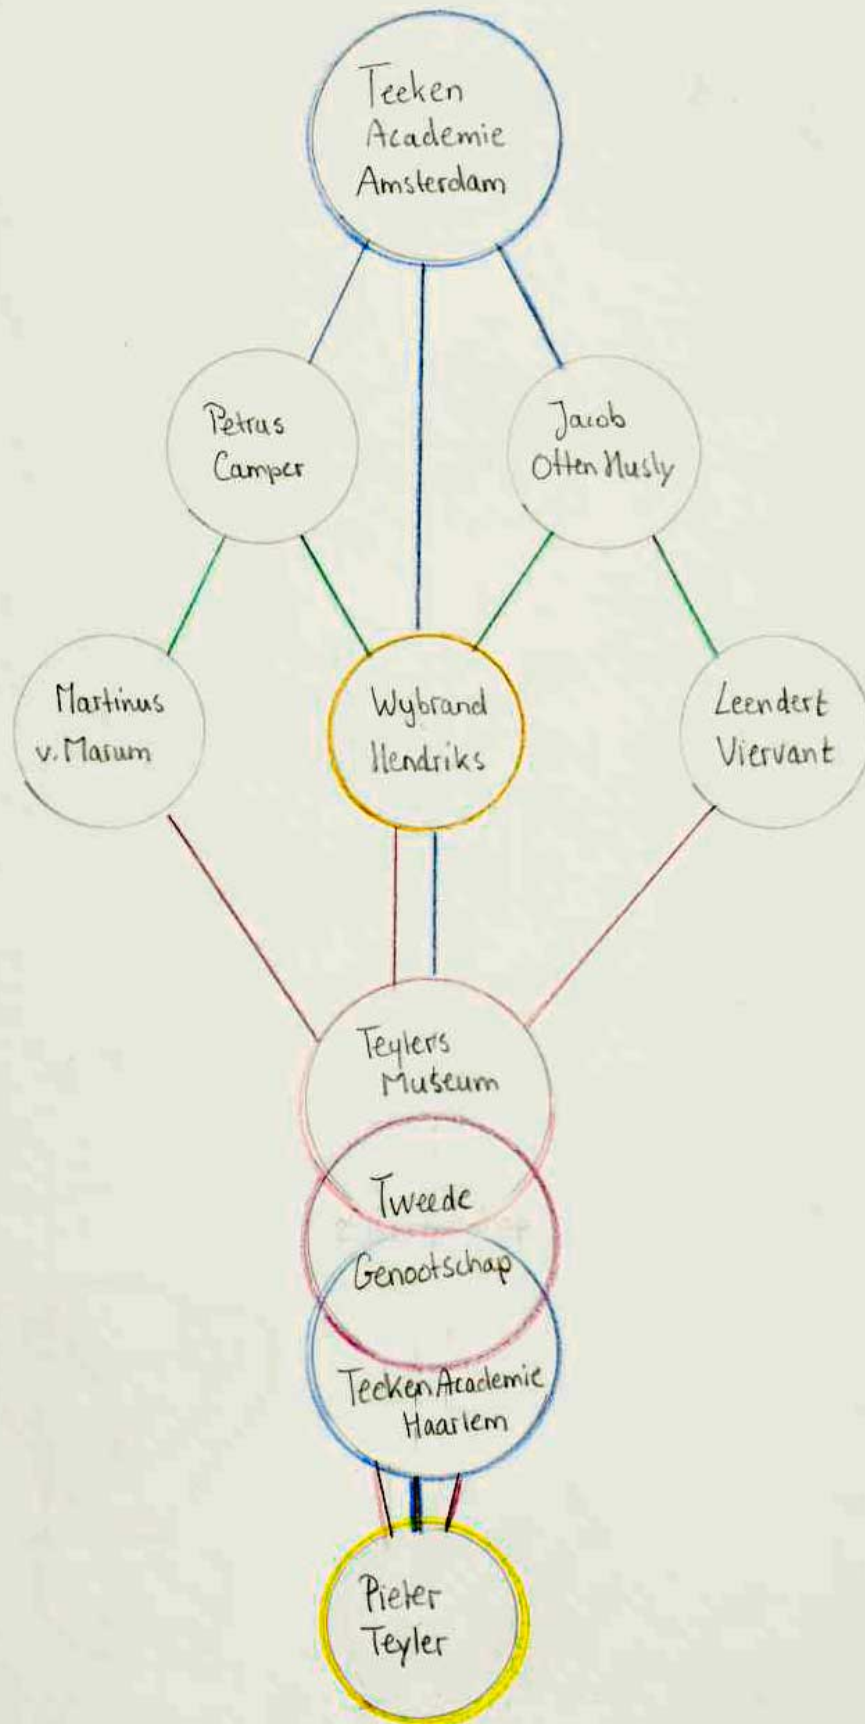 Teeken
Academie
Amsterdam
Petrus
Camper
Jacob
Otten Husly
Martinus
v. Marum
Wybrand
Hendriks
Leendert
Viervant
Teylers
Museum
Tweede
Genootschap
Teeken Academie
Haarlem
Pieter
Teyler